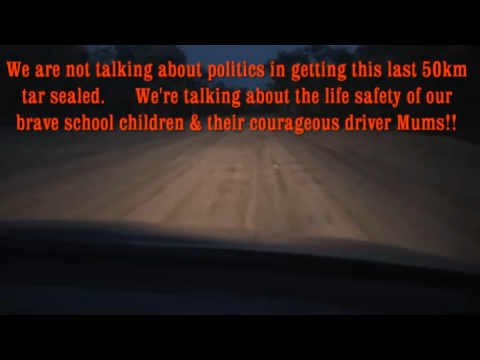 We are not talking about politics in getting this last 50km
tar sealed. We're talking about the life safety of our
brave school children & their courageous driver Mums!!